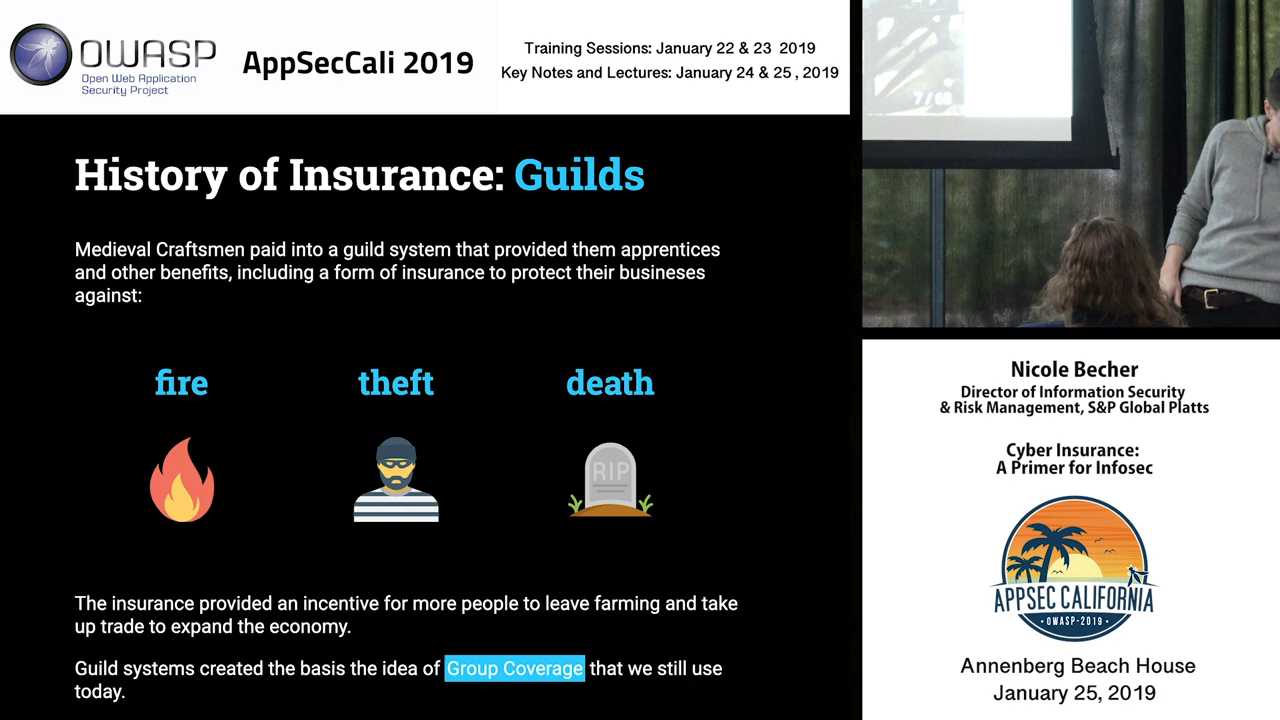 OWASP
Open Web Application
Security Project
AppSecCali 2019
Training Sessions: January 22 & 23 2019
Key Notes and Lectures: January 24 & 25 , 2019
7 / 68
History of Insurance: Guilds
Medieval Craftsmen paid into a guild system that provided them apprentices
and other benefits, including a form of insurance to protect their busineses
against:
fire
theft
death
RIP
The insurance provided an incentive for more people to leave farming and take
up trade to expand the economy.
Guild systems created the basis the idea of Group Coverage that we still use
today.
Nicole Becher
Director of Information Security
& Risk Management, S&P Global Platts
Cyber Insurance:
A Primer for Infosec
APPSEC CALIFORNIA
OWASP-2019
Annenberg Beach House
January 25, 2019